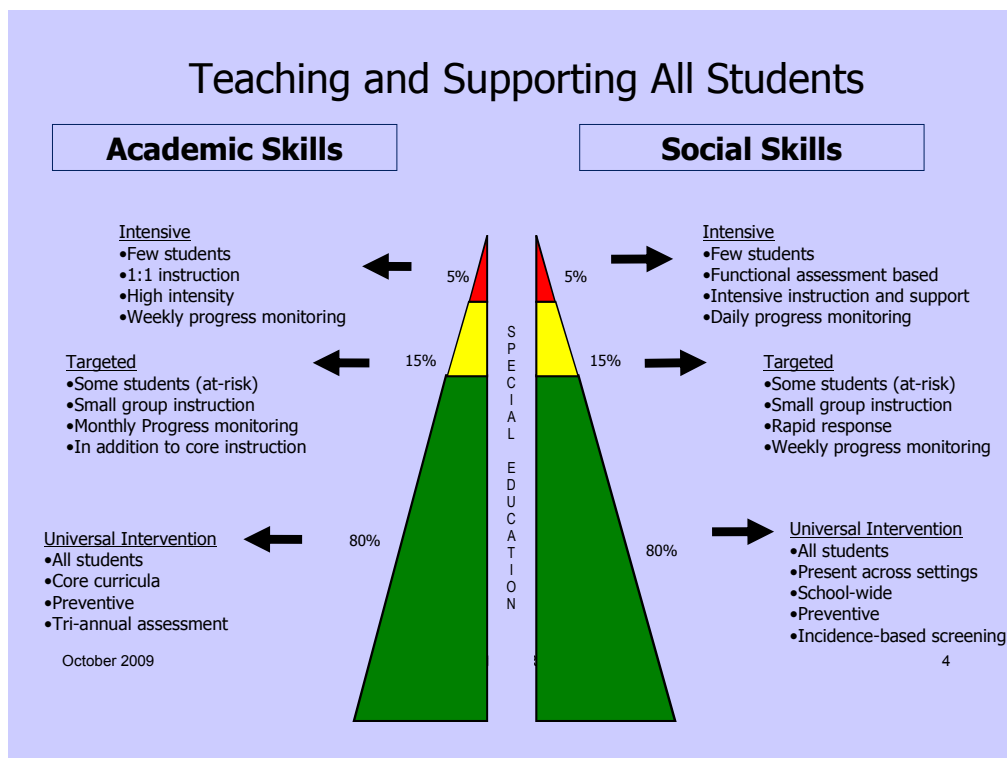 Teaching and Supporting All Students
Academic Skills
Intensive
•Few students
•1:1 instruction
•High intensity
•Weekly progress monitoring
5%
Targeted
•Some students (at-risk)
•Small group instruction
•Monthly Progress monitoring
•In addition to core instruction
15%
Universal Intervention
•All students
•Core curricula
•Preventive
•Tri-annual assessment
80%
SPECIAL EDUCATION
Social Skills
5%
Intensive
•Few students
•Functional assessment based
•Intensive instruction and support
•Daily progress monitoring
15%
Targeted
•Some students (at-risk)
•Small group instruction
•Rapid response
•Weekly progress monitoring
80%
Universal Intervention
•All students
•Present across settings
•School-wide
•Preventive
•Incidence-based screening
October 2009
4